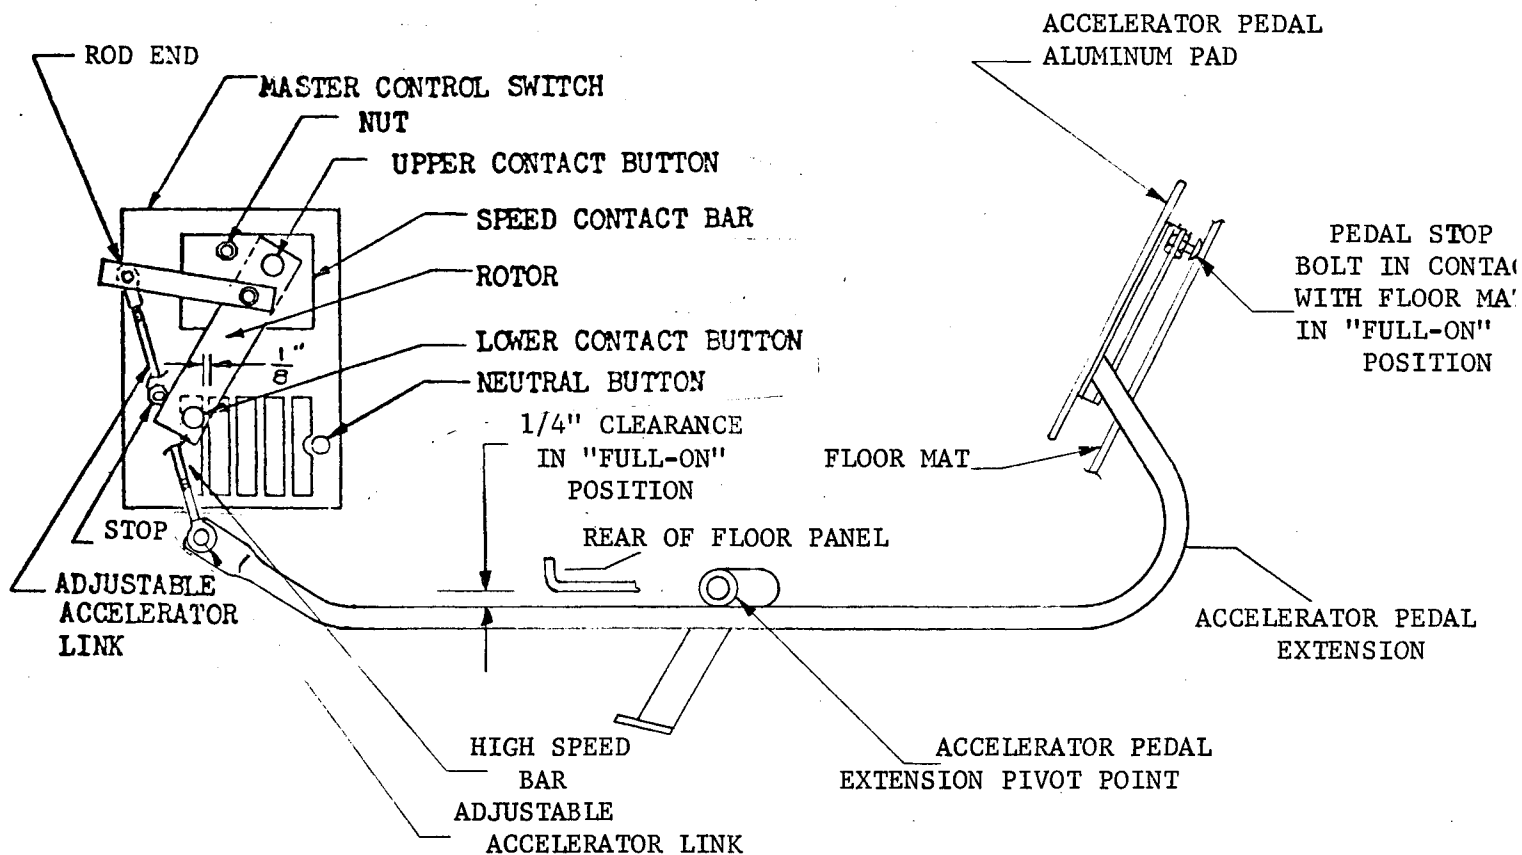 ACCELERATOR PEDAL
ALUMINUM PAD
ROD END
MASTER CONTROL SWITCH
NUT
UPPER CONTACT BUTTON
SPEED CONTACT BAR
ROTOR
LOWER CONTACT BUTTON
1/8"
NEUTRAL BUTTON
PEDAL STOP
BOLT IN CONTAC
WITH FLOOR MAT
IN "FULL-ON"
POSITION
1/4" CLEARANCE
IN "FULL-ON"
POSITION
FLOOR MAT
STOP
REAR OF FLOOR PANEL
ADJUSTABLE
ACCELERATOR
LINK
ACCELERATOR PEDAL
EXTENSION
HIGH SPEED
BAR
ACCELERATOR PEDAL
EXTENSION PIVOT POINT
ADJUSTABLE
ACCELERATOR LINK